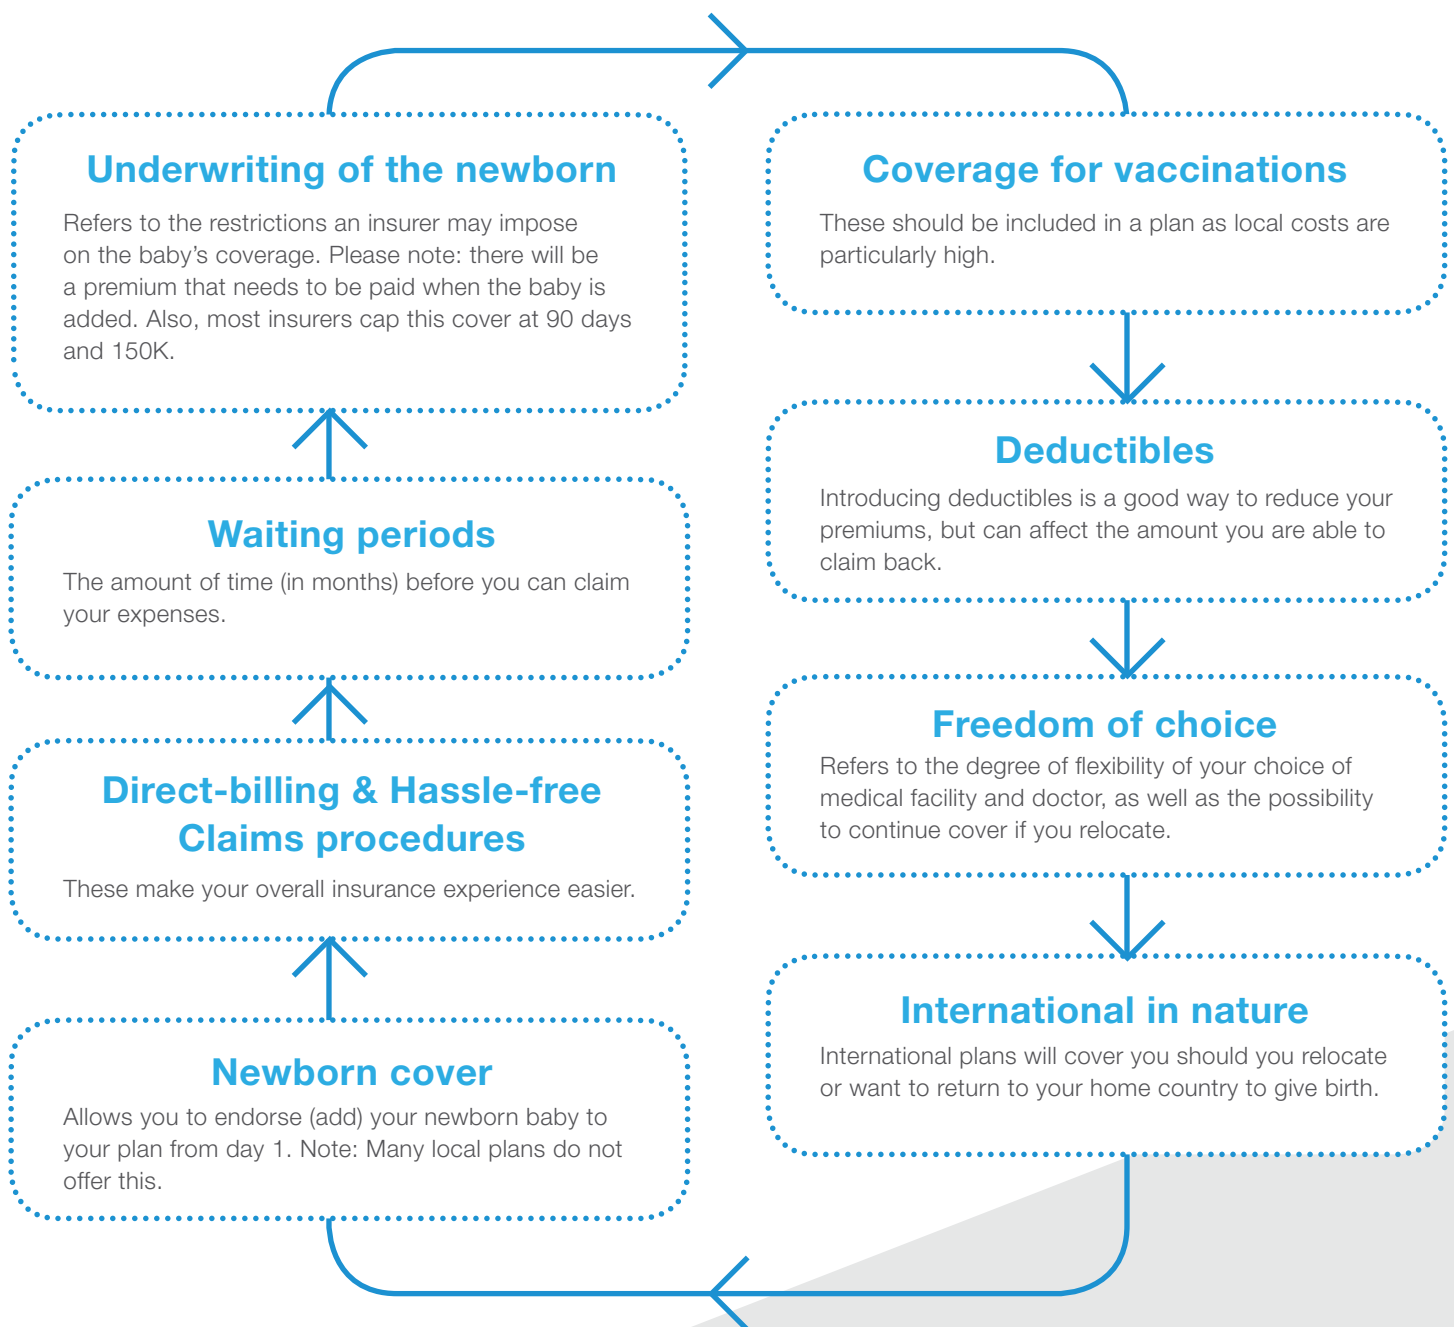 Underwriting of the newborn
Refers to the restrictions an insurer may impose
on the baby’s coverage. Please note: there will be
a premium that needs to be paid when the baby is
added. Also, most insurers cap this cover at 90 days
and 150K.
Waiting periods
The amount of time (in months) before you can claim
your expenses.
Direct-billing & Hassle-free
Claims procedures
These make your overall insurance experience easier.
Newborn cover
Allows you to endorse (add) your newborn baby to
your plan from day 1. Note: Many local plans do not
offer this.
Coverage for vaccinations
These should be included in a plan as local costs are
particularly high.
Deductibles
Introducing deductibles is a good way to reduce your
premiums, but can affect the amount you are able to
claim back.
Freedom of choice
Refers to the degree of flexibility of your choice of
medical facility and doctor, as well as the possibility
to continue cover if you relocate.
International in nature
International plans will cover you should you relocate
or want to return to your home country to give birth.